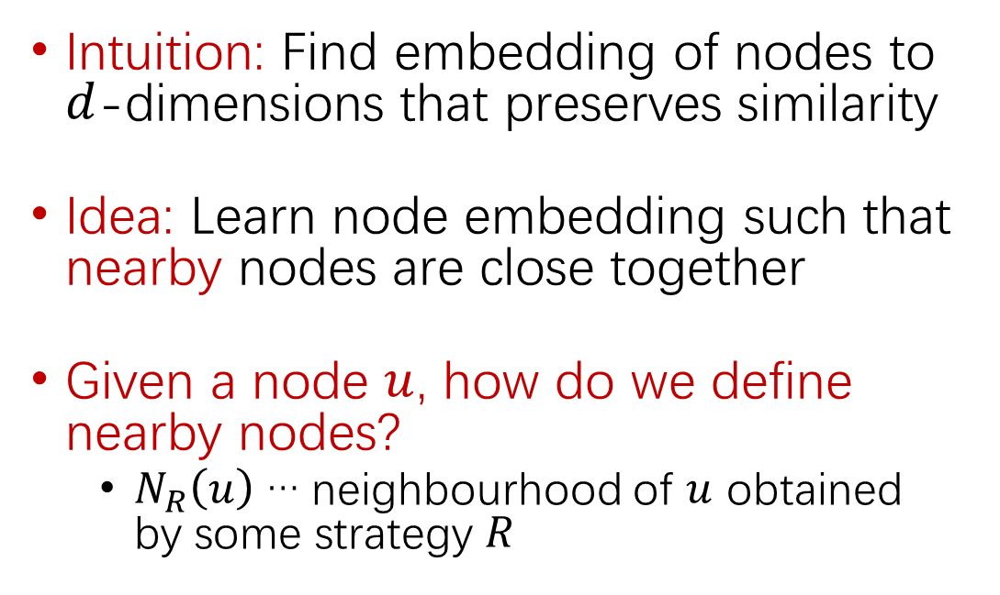 • Intuition: Find embedding of nodes to
d-dimensions that preserves similarity
• Idea: Learn node embedding such that
nearby nodes are close together
• Given a node u, how do we define
nearby nodes?
• N_R(u) ⋯ neighbourhood of u obtained
by some strategy R